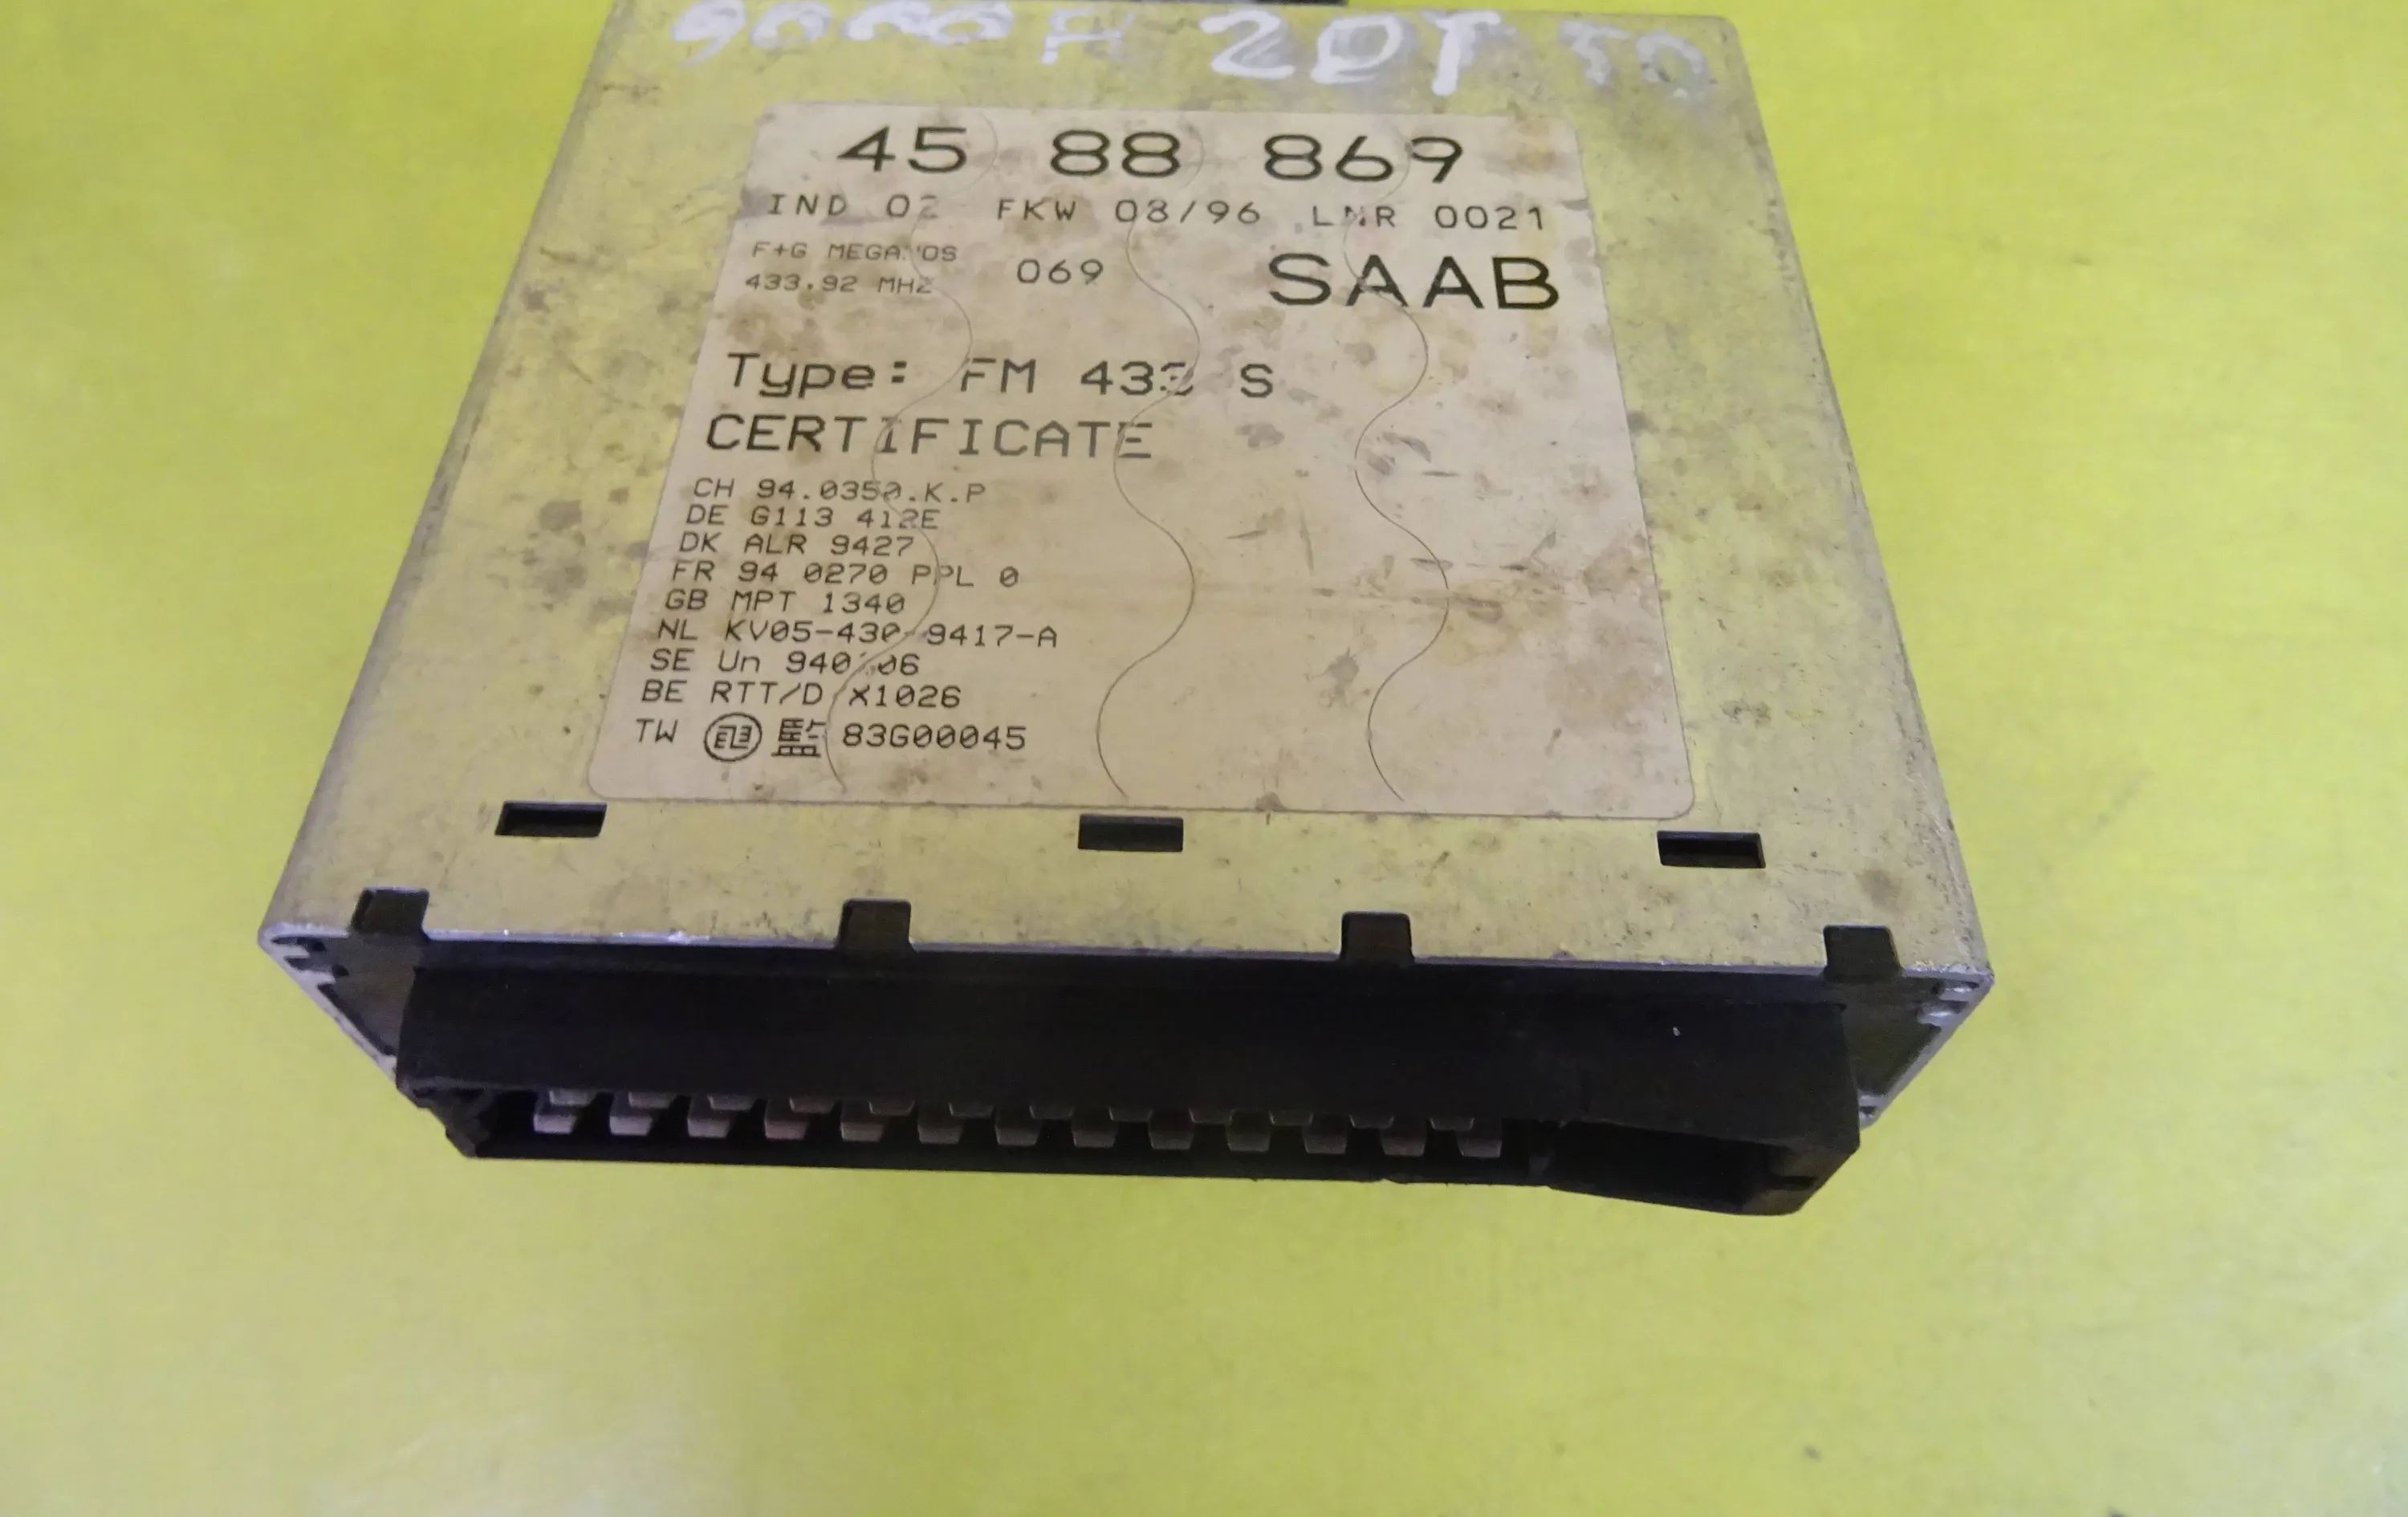 2DT
45 88 869
IND 02 FKW 08/96 LNR 0021
F+G MEGAMOS
433.92 MHZ 069 SAAB
Type: FM 433 S
CERTIFICATE
CH 94.0350.K.P
DE G113 412E
DK ALR 9427
FR 94 0270 PPL 0
GB MPT 1340
NL KV05-430-9417-A
SE Un
BE RTT/D X1026
TW 監 83G00045